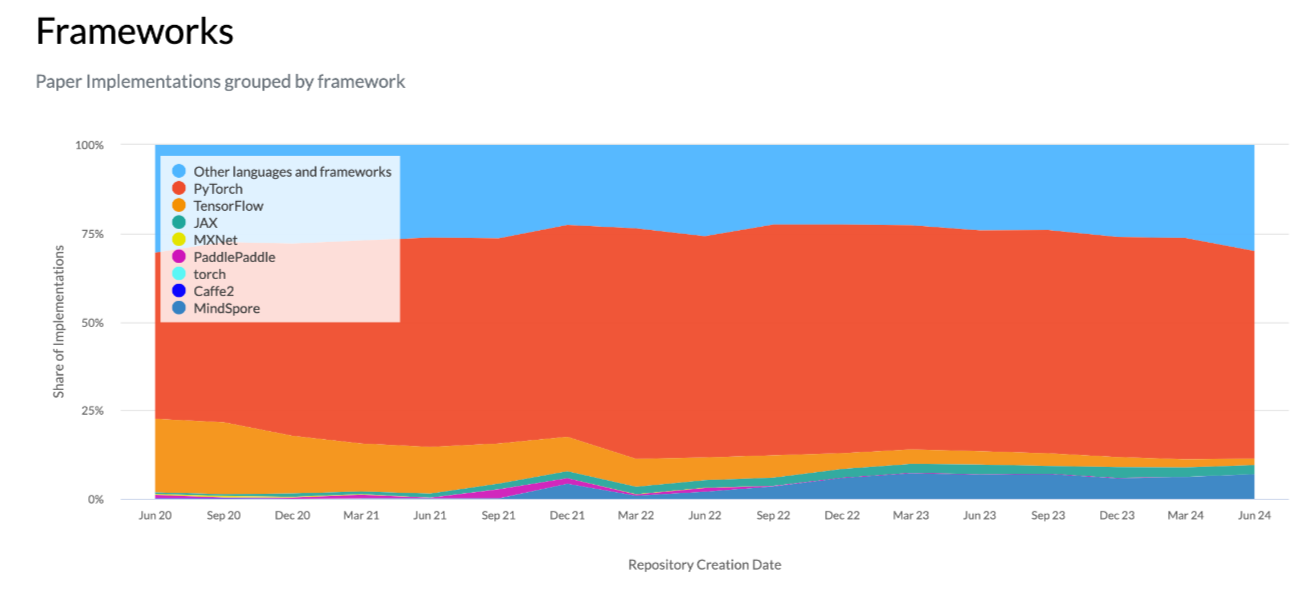 Frameworks
Paper Implementations grouped by framework
100%
75%
50%
25%
0%
Share of Implementations
Other languages and frameworks
PyTorch
TensorFlow
JAX
MXNet
PaddlePaddle
torch
Caffe2
MindSpore
Jun 20 Sep 20 Dec 20 Mar 21 Jun 21 Sep 21 Dec 21 Mar 22 Jun 22 Sep 22 Dec 22 Mar 23 Jun 23 Sep 23 Dec 23 Mar 24 Jun 24
Repository Creation Date